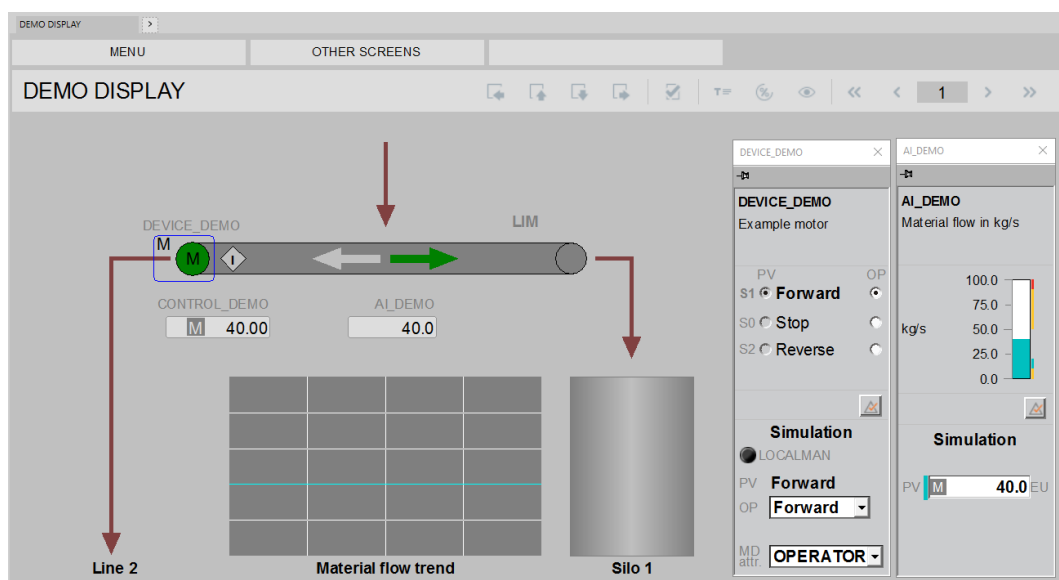 DEMO DISPLAY
>
MENU
OTHER SCREENS
DEMO DISPLAY
T
%
1
DEVICE_DEMO
LIM
M
M
I
CONTROL_DEMO
M 40.00
AI_DEMO
40.0
Line 2
Material flow trend
Silo 1
DEVICE_DEMO
DEVICE_DEMO
Example motor
PV OP
S1 Forward
S0 Stop
S2 Reverse
Simulation
LOCALMAN
PV Forward
OP Forward
MD attr. OPERATOR
AI_DEMO
AI_DEMO
Material flow in kg/s
100.0
75.0
kg/s 50.0
25.0
0.0
Simulation
PV M 40.0 EU